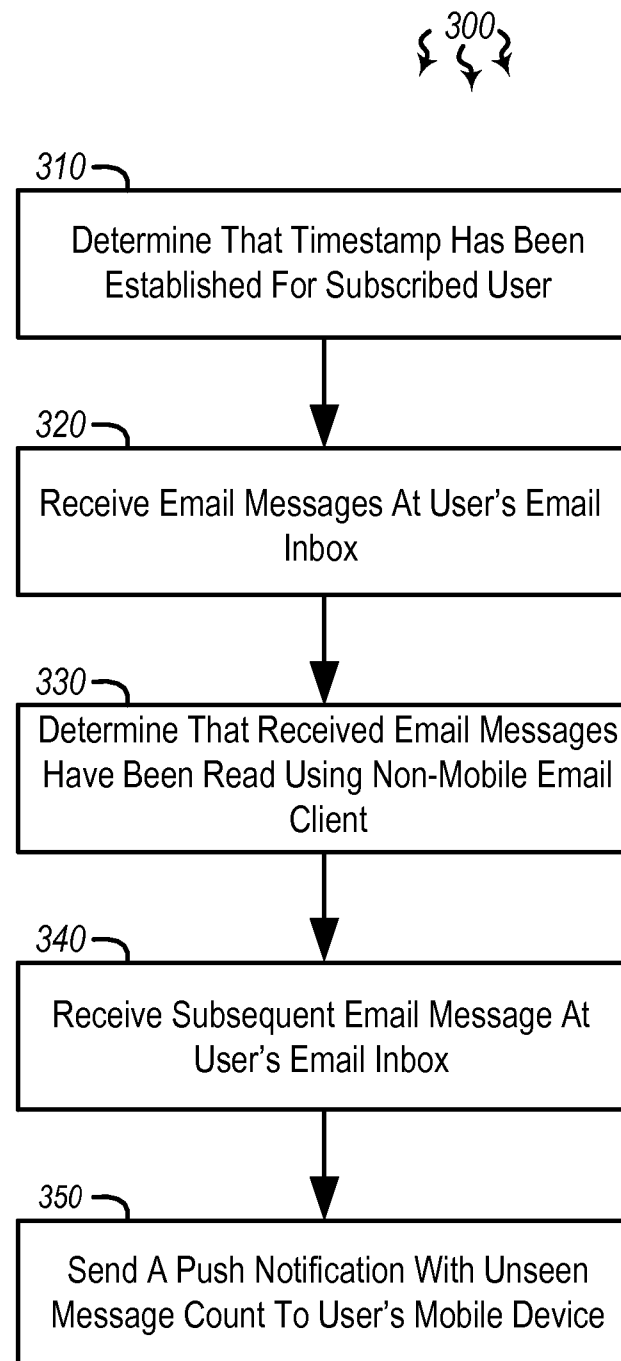 300
310
Determine That Timestamp Has Been
Established For Subscribed User
320
Receive Email Messages At User's Email
Inbox
330
Determine That Received Email Messages
Have Been Read Using Non-Mobile Email
Client
340
Receive Subsequent Email Message At
User's Email Inbox
350
Send A Push Notification With Unseen
Message Count To User's Mobile Device